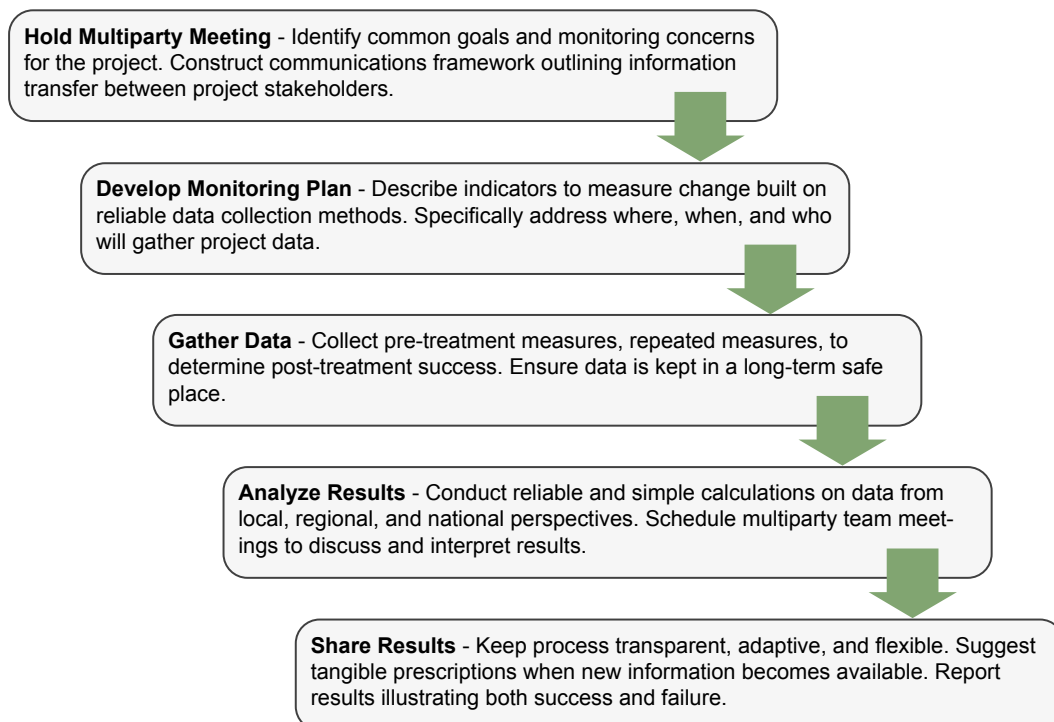 Hold Multiparty Meeting - Identify common goals and monitoring concerns
for the project. Construct communications framework outlining information
transfer between project stakeholders.
Develop Monitoring Plan - Describe indicators to measure change built on
reliable data collection methods. Specifically address where, when, and who
will gather project data.
Gather Data - Collect pre-treatment measures, repeated measures, to
determine post-treatment success. Ensure data is kept in a long-term safe
place.
Analyze Results - Conduct reliable and simple calculations on data from
local, regional, and national perspectives. Schedule multiparty team meet-
ings to discuss and interpret results.
Share Results - Keep process transparent, adaptive, and flexible. Suggest
tangible prescriptions when new information becomes available. Report
results illustrating both success and failure.